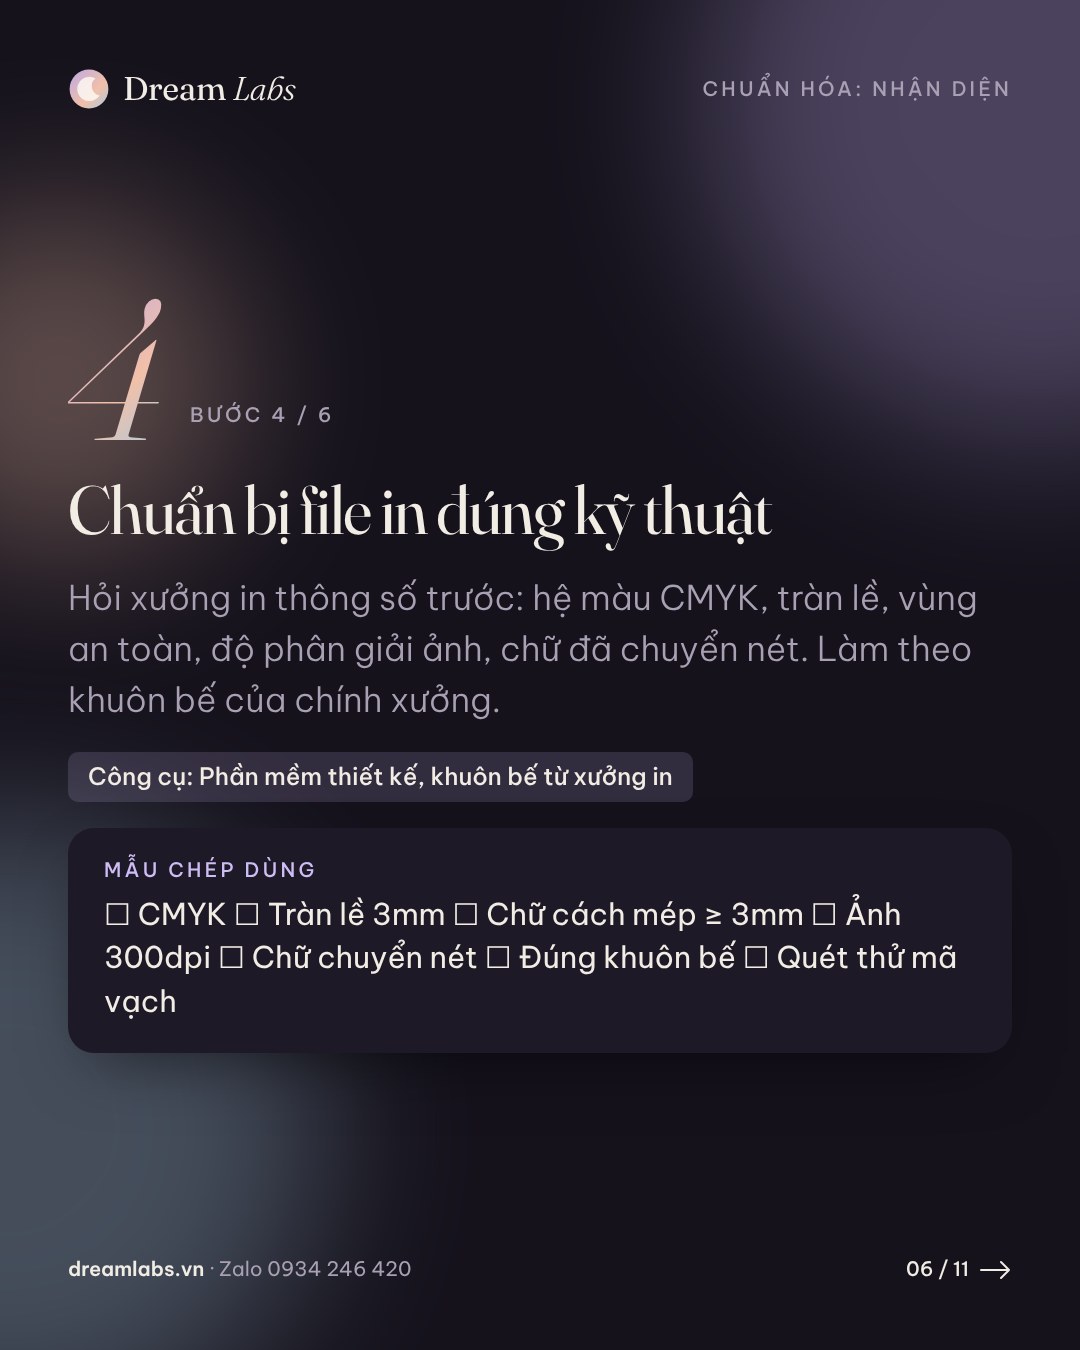 Dream Labs
CHUẨN HÓA: NHẬN DIỆN
4
BƯỚC 4 / 6
Chuẩn bị file in đúng kỹ thuật
Hỏi xưởng in thông số trước: hệ màu CMYK, tràn lề, vùng
an toàn, độ phân giải ảnh, chữ đã chuyển nét. Làm theo
khuôn bế của chính xưởng.
Công cụ: Phần mềm thiết kế, khuôn bế từ xưởng in
MẪU CHÉP DÙNG
☐ CMYK ☐ Tràn lề 3mm ☐ Chữ cách mép ≥ 3mm ☐ Ảnh
300dpi ☐ Chữ chuyển nét ☐ Đúng khuôn bế ☐ Quét thử mã
vạch
dreamlabs.vn · Zalo 0934 246 420
06 / 11 →